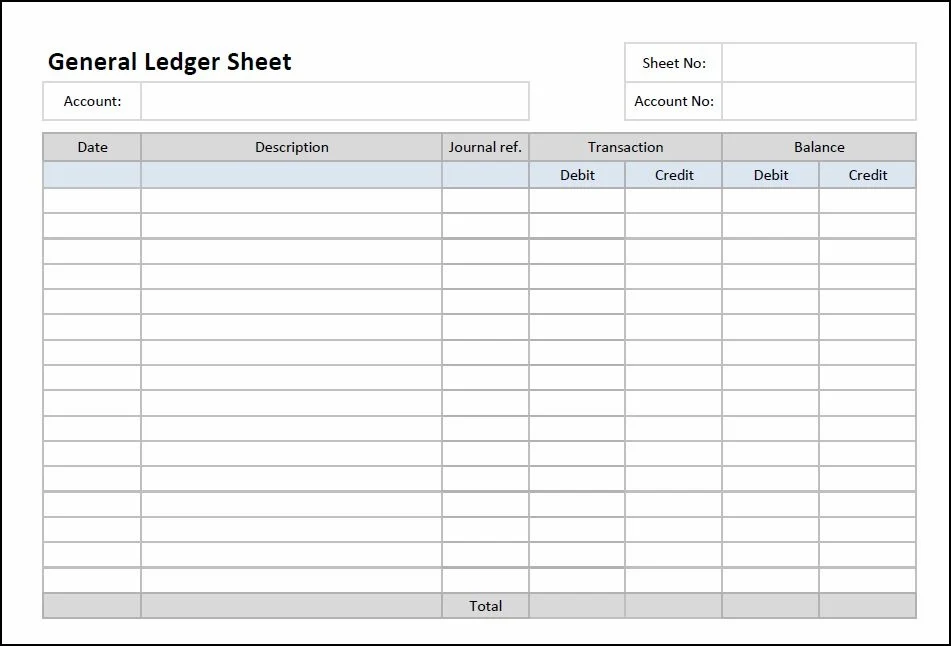 General Ledger Sheet
Sheet No:
Account:
Account No:
Date Description Journal ref. Transaction Balance
Debit Credit Debit Credit
Total